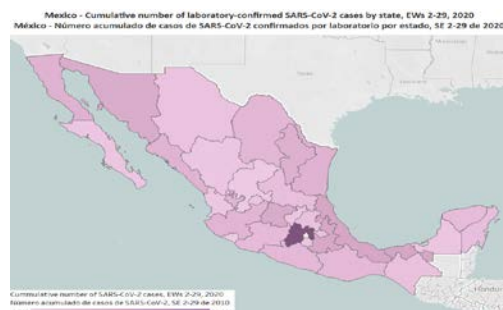 Mexico - Cumulative number of laboratory-confirmed SARS-CoV-2 cases by state, EWs 2-29, 2020
México - Número acumulado de casos de SARS-CoV-2 confirmados por laboratorio por estado, SE 2-29 de 2020
Cummulative number of SARS-CoV-2 cases, EWs 2-29, 2020
Número acumulado de casos de SARS-CoV-2, SE 2-29 de 2010
Hondur